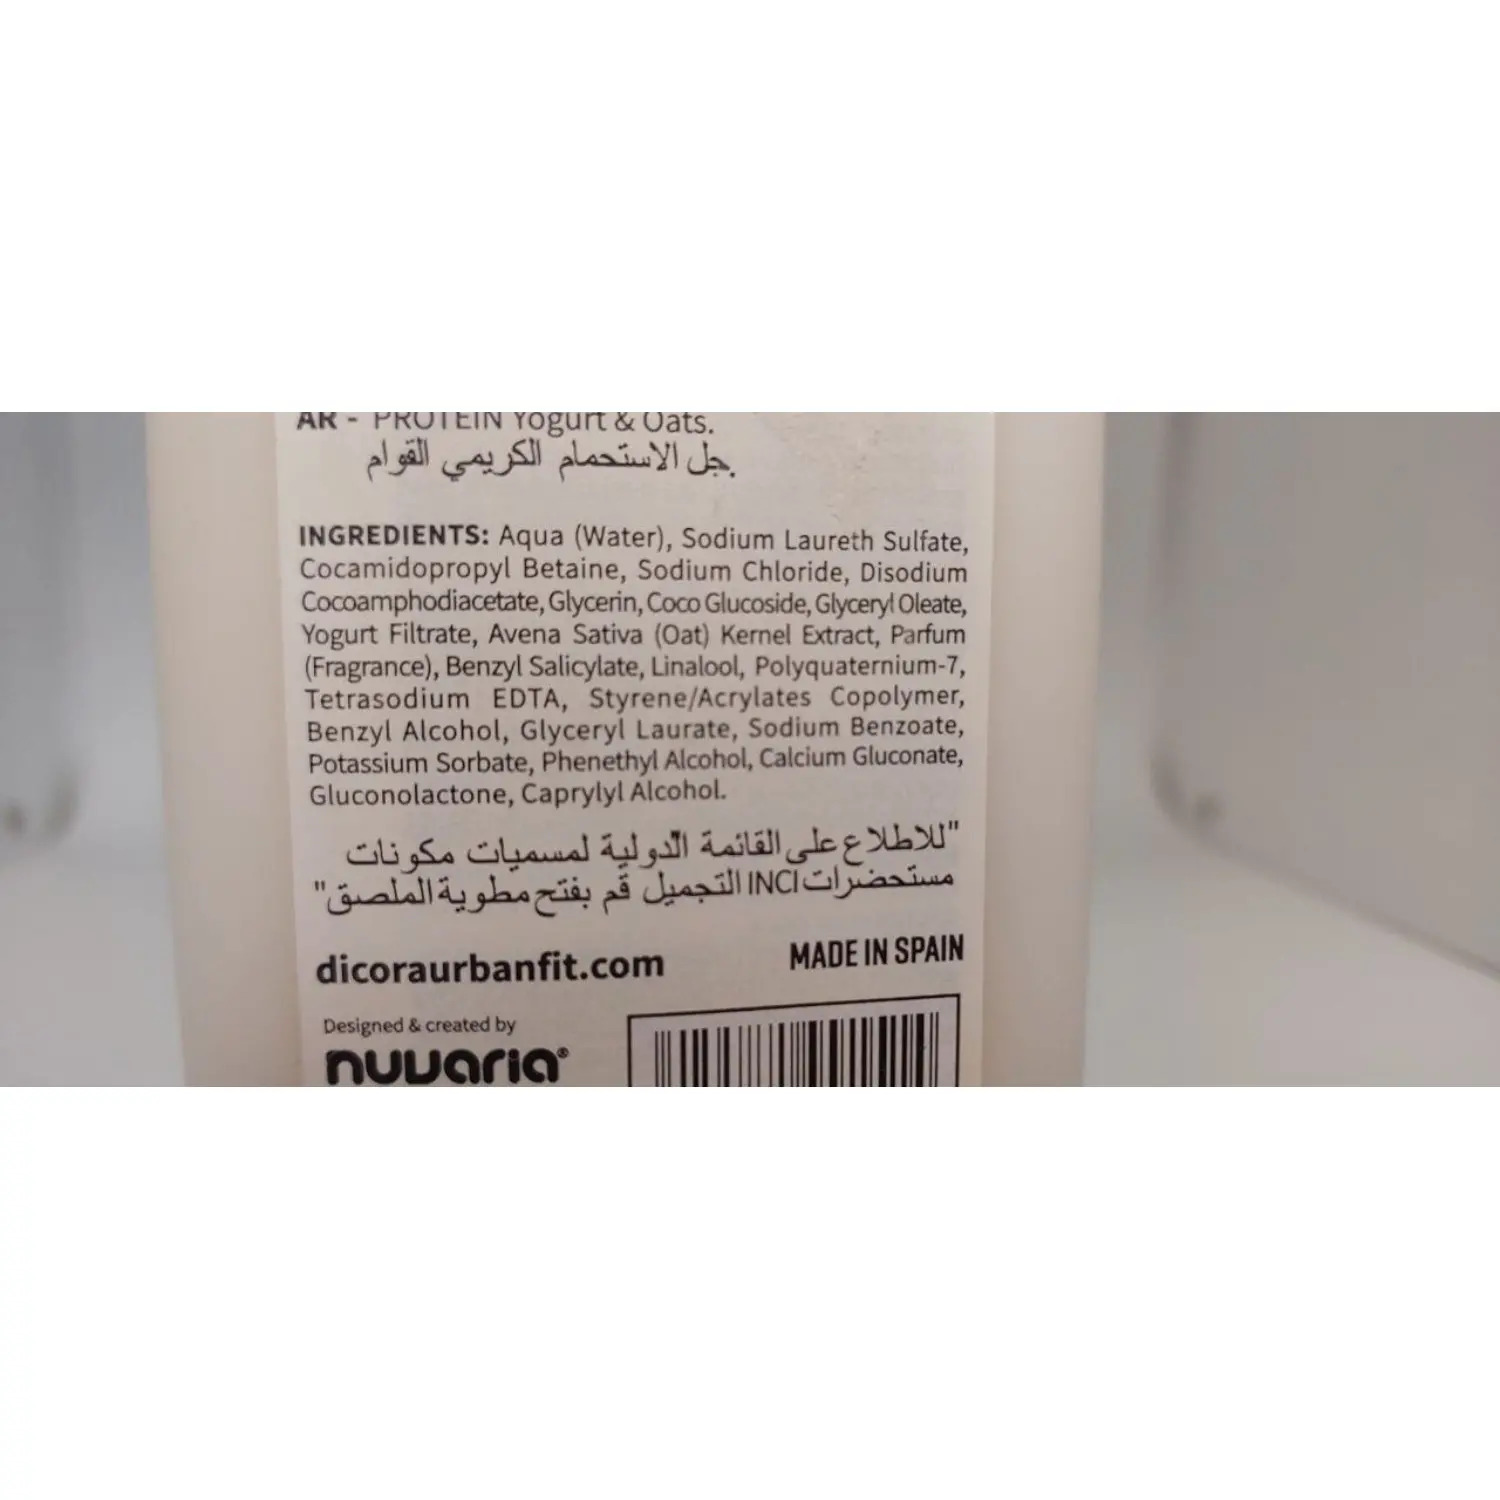 AR - PROTEIN Yogurt & Oats.
جل الاستحمام الكريمي القوام.
INGREDIENTS: Aqua (Water), Sodium Laureth Sulfate,
Cocamidopropyl Betaine, Sodium Chloride, Disodium
Cocoamphodiacetate, Glycerin, Coco Glucoside, Glyceryl Oleate,
Yogurt Filtrate, Avena Sativa (Oat) Kernel Extract, Parfum
(Fragrance), Benzyl Salicylate, Linalool, Polyquaternium-7,
Tetrasodium EDTA, Styrene/Acrylates Copolymer,
Benzyl Alcohol, Glyceryl Laurate, Sodium Benzoate,
Potassium Sorbate, Phenethyl Alcohol, Calcium Gluconate,
Gluconolactone, Caprylyl Alcohol.
"للاطلاع على القائمة الدولية لمسميات مكونات
مستحضرات INCI التجميل قم بفتح مطوية الملصق"
dicoraurbanfit.com
MADE IN SPAIN
Designed & created by
nuvaria®